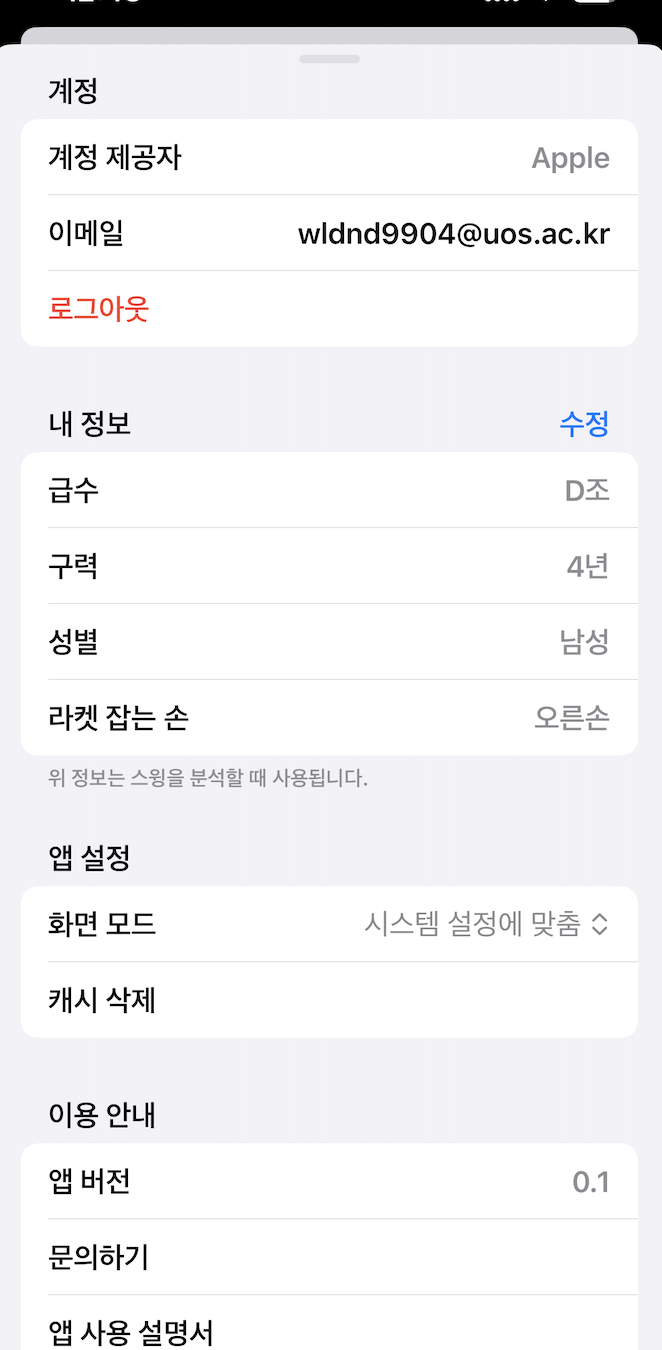 계정
계정 제공자 Apple
이메일 wldnd9904@uos.ac.kr
로그아웃
내 정보 수정
급수 D조
구력 4년
성별 남성
라켓 잡는 손 오른손
위 정보는 스윙을 분석할 때 사용됩니다.
앱 설정
화면 모드 시스템 설정에 맞춤
캐시 삭제
이용 안내
앱 버전 0.1
문의하기
앱 사용 설명서